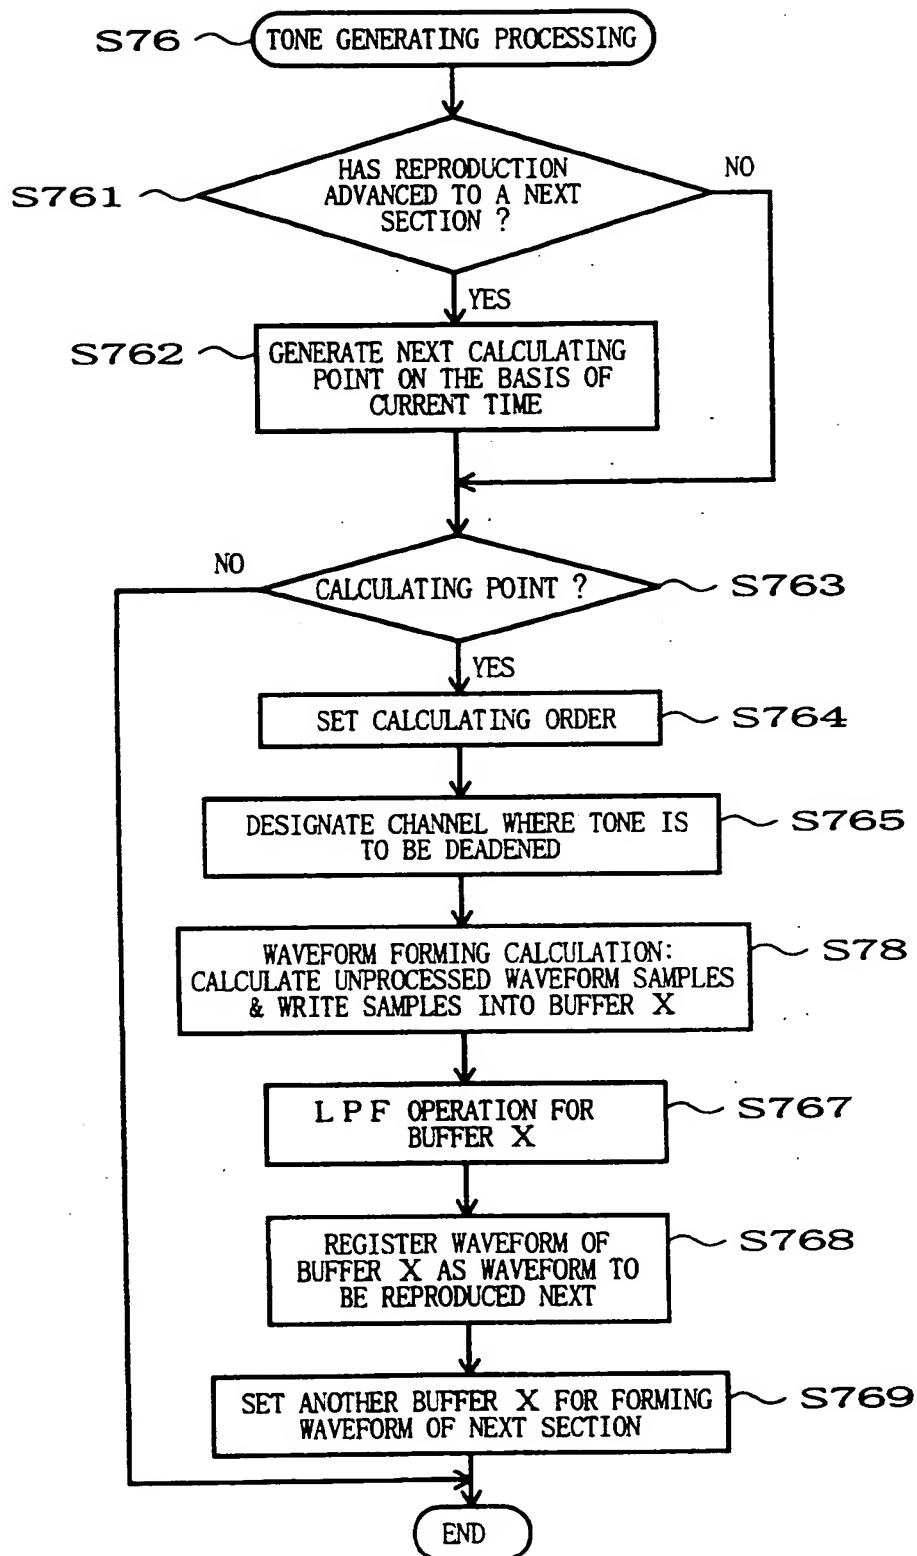 S76
TONE GENERATING PROCESSING
S761
HAS REPRODUCTION
ADVANCED TO A NEXT
SECTION ?
NO
YES
S762
GENERATE NEXT CALCULATING
POINT ON THE BASIS OF
CURRENT TIME
NO
CALCULATING POINT ?
S763
YES
SET CALCULATING ORDER
S764
DESIGNATE CHANNEL WHERE TONE IS
TO BE DEADENED
S765
WAVEFORM FORMING CALCULATION:
CALCULATE UNPROCESSED WAVEFORM SAMPLES
& WRITE SAMPLES INTO BUFFER X
S78
LPF OPERATION FOR
BUFFER X
S767
REGISTER WAVEFORM OF
BUFFER X AS WAVEFORM TO
BE REPRODUCED NEXT
S768
SET ANOTHER BUFFER X FOR FORMING
WAVEFORM OF NEXT SECTION
S769
END